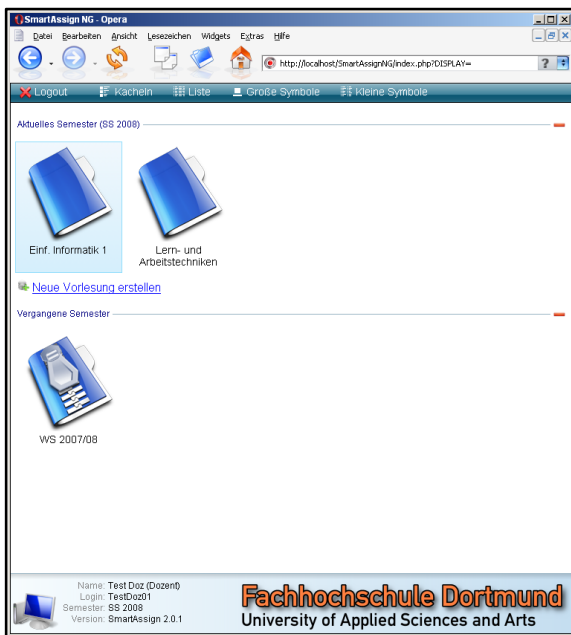 SmartAssign NG - Opera
Datei Bearbeiten Ansicht Lesezeichen Widgets Extras Hilfe
http://localhost/SmartAssignNG/index.php?DISPLAY=
?
Logout Kacheln Liste Große Symbole Kleine Symbole
Aktuelles Semester (SS 2008)
Einf. Informatik 1
Lern- und
Arbeitstechniken
Neue Vorlesung erstellen
Vergangene Semester
WS 2007/08
Name: Test Doz (Dozent)
Login: TestDoz01
Semester: SS 2008
Version: SmartAssign 2.0.1
Fachhochschule Dortmund
University of Applied Sciences and Arts